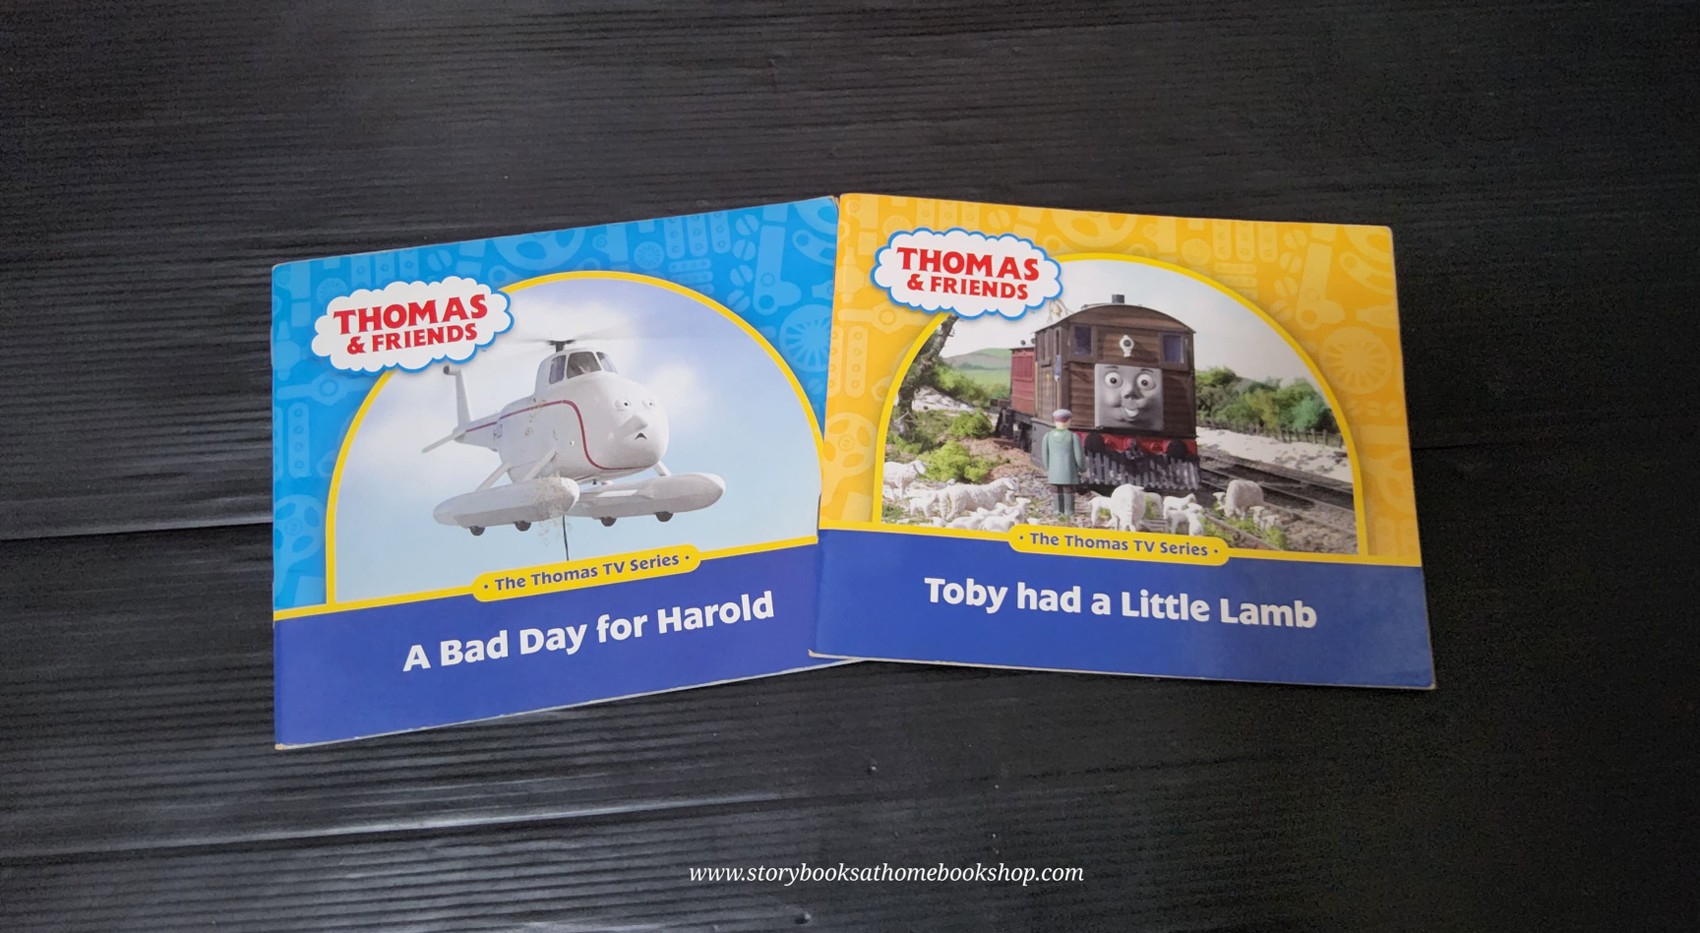 THOMAS
& FRIENDS
· The Thomas TV Series ·
A Bad Day for Harold
THOMAS
& FRIENDS
· The Thomas TV Series ·
Toby had a Little Lamb
www.storybooksathomebookshop.com